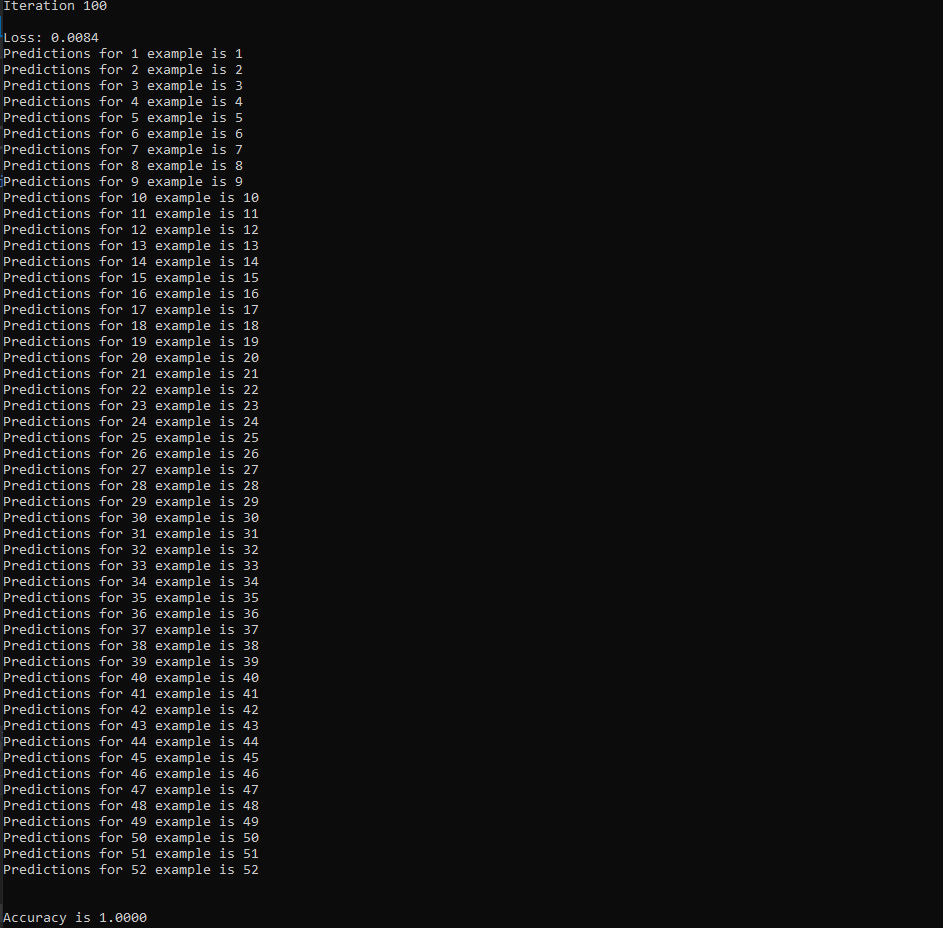 Iteration 100
Loss: 0.0084
Predictions for 1 example is 1
Predictions for 2 example is 2
Predictions for 3 example is 3
Predictions for 4 example is 4
Predictions for 5 example is 5
Predictions for 6 example is 6
Predictions for 7 example is 7
Predictions for 8 example is 8
Predictions for 9 example is 9
Predictions for 10 example is 10
Predictions for 11 example is 11
Predictions for 12 example is 12
Predictions for 13 example is 13
Predictions for 14 example is 14
Predictions for 15 example is 15
Predictions for 16 example is 16
Predictions for 17 example is 17
Predictions for 18 example is 18
Predictions for 19 example is 19
Predictions for 20 example is 20
Predictions for 21 example is 21
Predictions for 22 example is 22
Predictions for 23 example is 23
Predictions for 24 example is 24
Predictions for 25 example is 25
Predictions for 26 example is 26
Predictions for 27 example is 27
Predictions for 28 example is 28
Predictions for 29 example is 29
Predictions for 30 example is 30
Predictions for 31 example is 31
Predictions for 32 example is 32
Predictions for 33 example is 33
Predictions for 34 example is 34
Predictions for 35 example is 35
Predictions for 36 example is 36
Predictions for 37 example is 37
Predictions for 38 example is 38
Predictions for 39 example is 39
Predictions for 40 example is 40
Predictions for 41 example is 41
Predictions for 42 example is 42
Predictions for 43 example is 43
Predictions for 44 example is 44
Predictions for 45 example is 45
Predictions for 46 example is 46
Predictions for 47 example is 47
Predictions for 48 example is 48
Predictions for 49 example is 49
Predictions for 50 example is 50
Predictions for 51 example is 51
Predictions for 52 example is 52
Accuracy is 1.0000